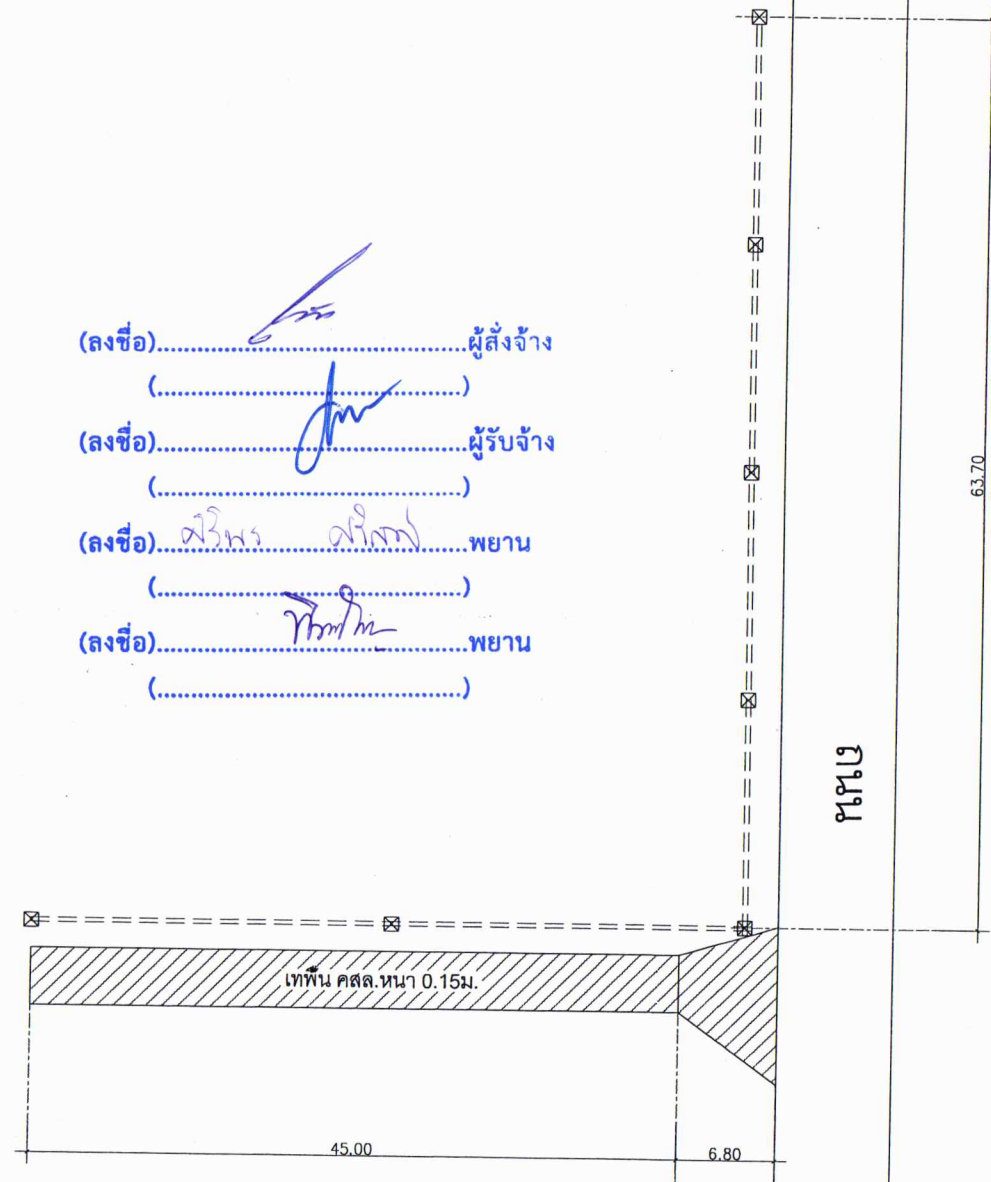 (ลงชื่อ)..............................................ผู้สั่งจ้าง
(.............................................)
(ลงชื่อ)..............................................ผู้รับจ้าง
(.............................................)
(ลงชื่อ)..............................................พยาน
(.............................................)
(ลงชื่อ)..............................................พยาน
(.............................................)
63.70
ถนน
เทพื้น คสล.หนา 0.15ม.
45.00
6.80